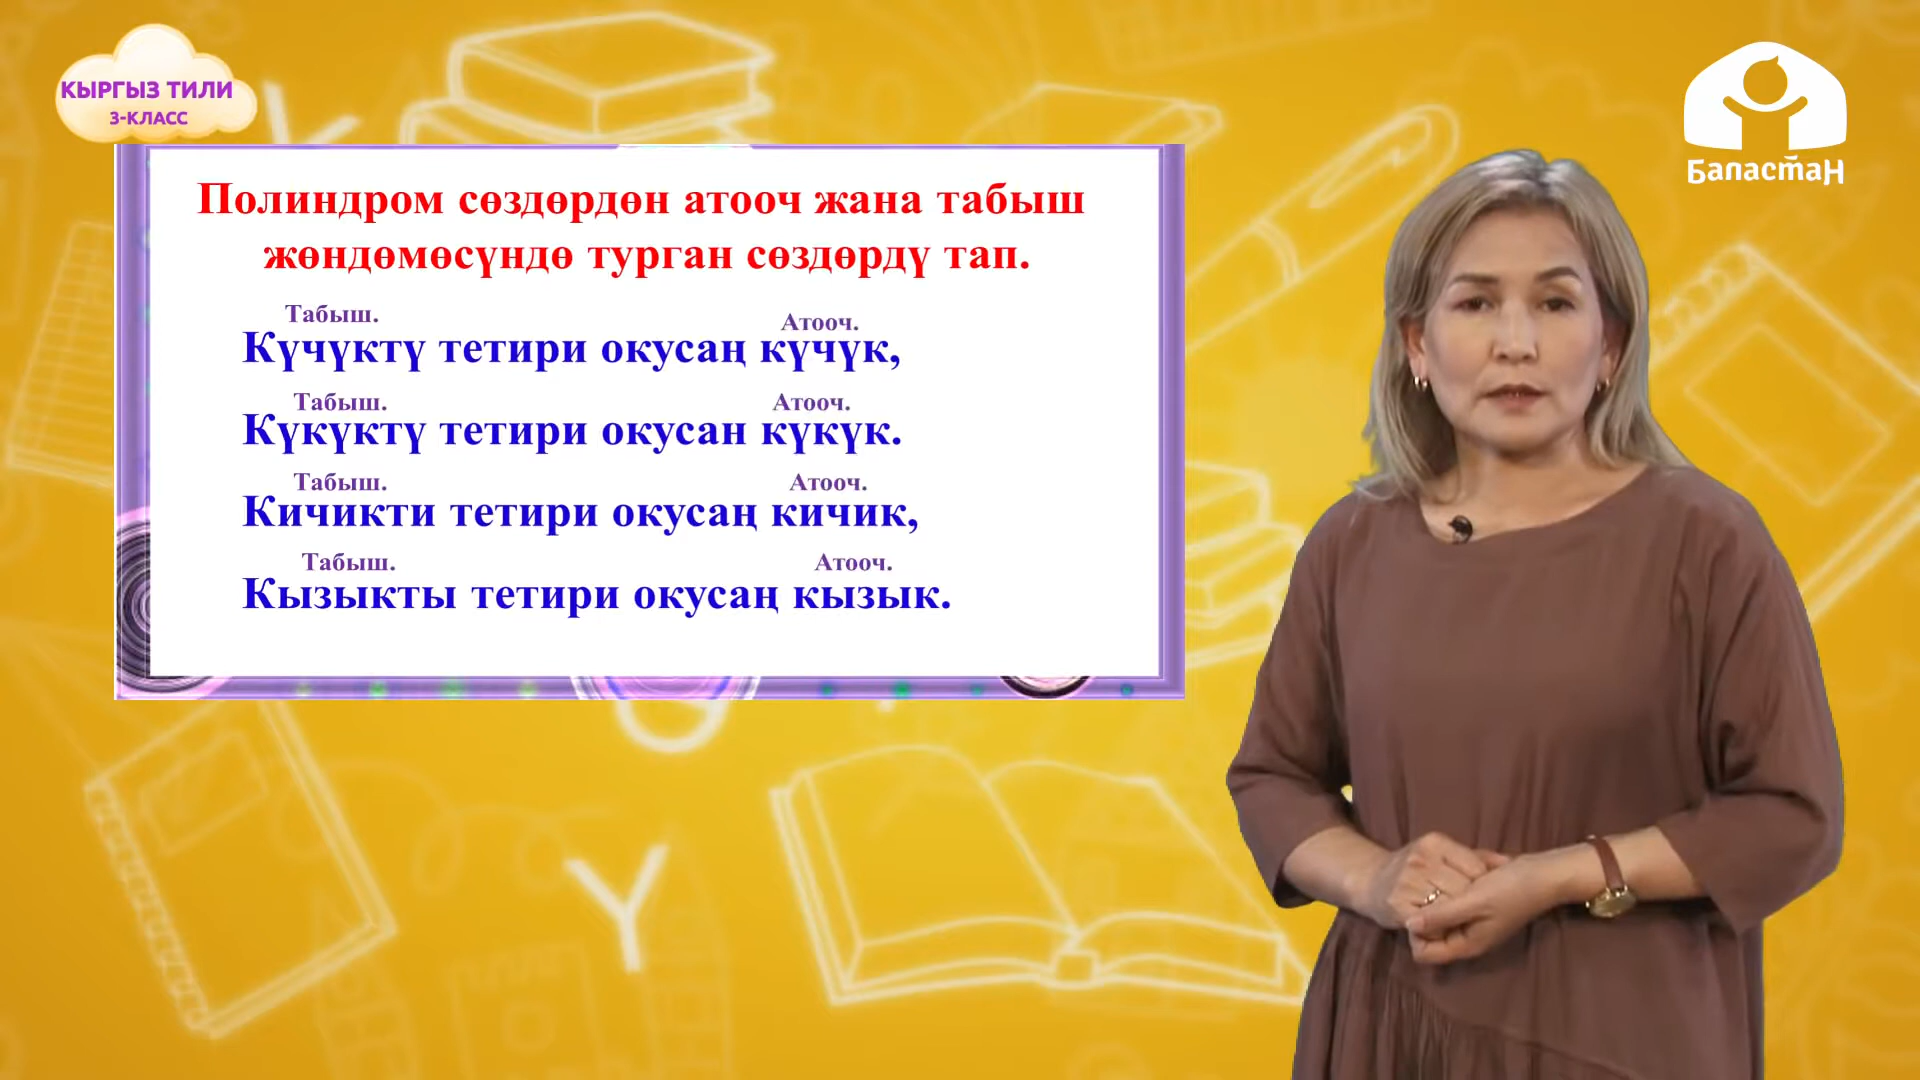 КЫРГЫЗ ТИЛИ
3-КЛАСС
Баластан
Полиндром сөздөрдөн атооч жана табыш
жөндөмөсүндө турган сөздөрдү тап.
Табыш. Атооч.
Күчүктү тетири окусаң күчүк,
Табыш. Атооч.
Күкүктү тетири окусан күкүк.
Табыш. Атооч.
Кичикти тетири окусаң кичик,
Табыш. Атооч.
Кызыкты тетири окусаң кызык.